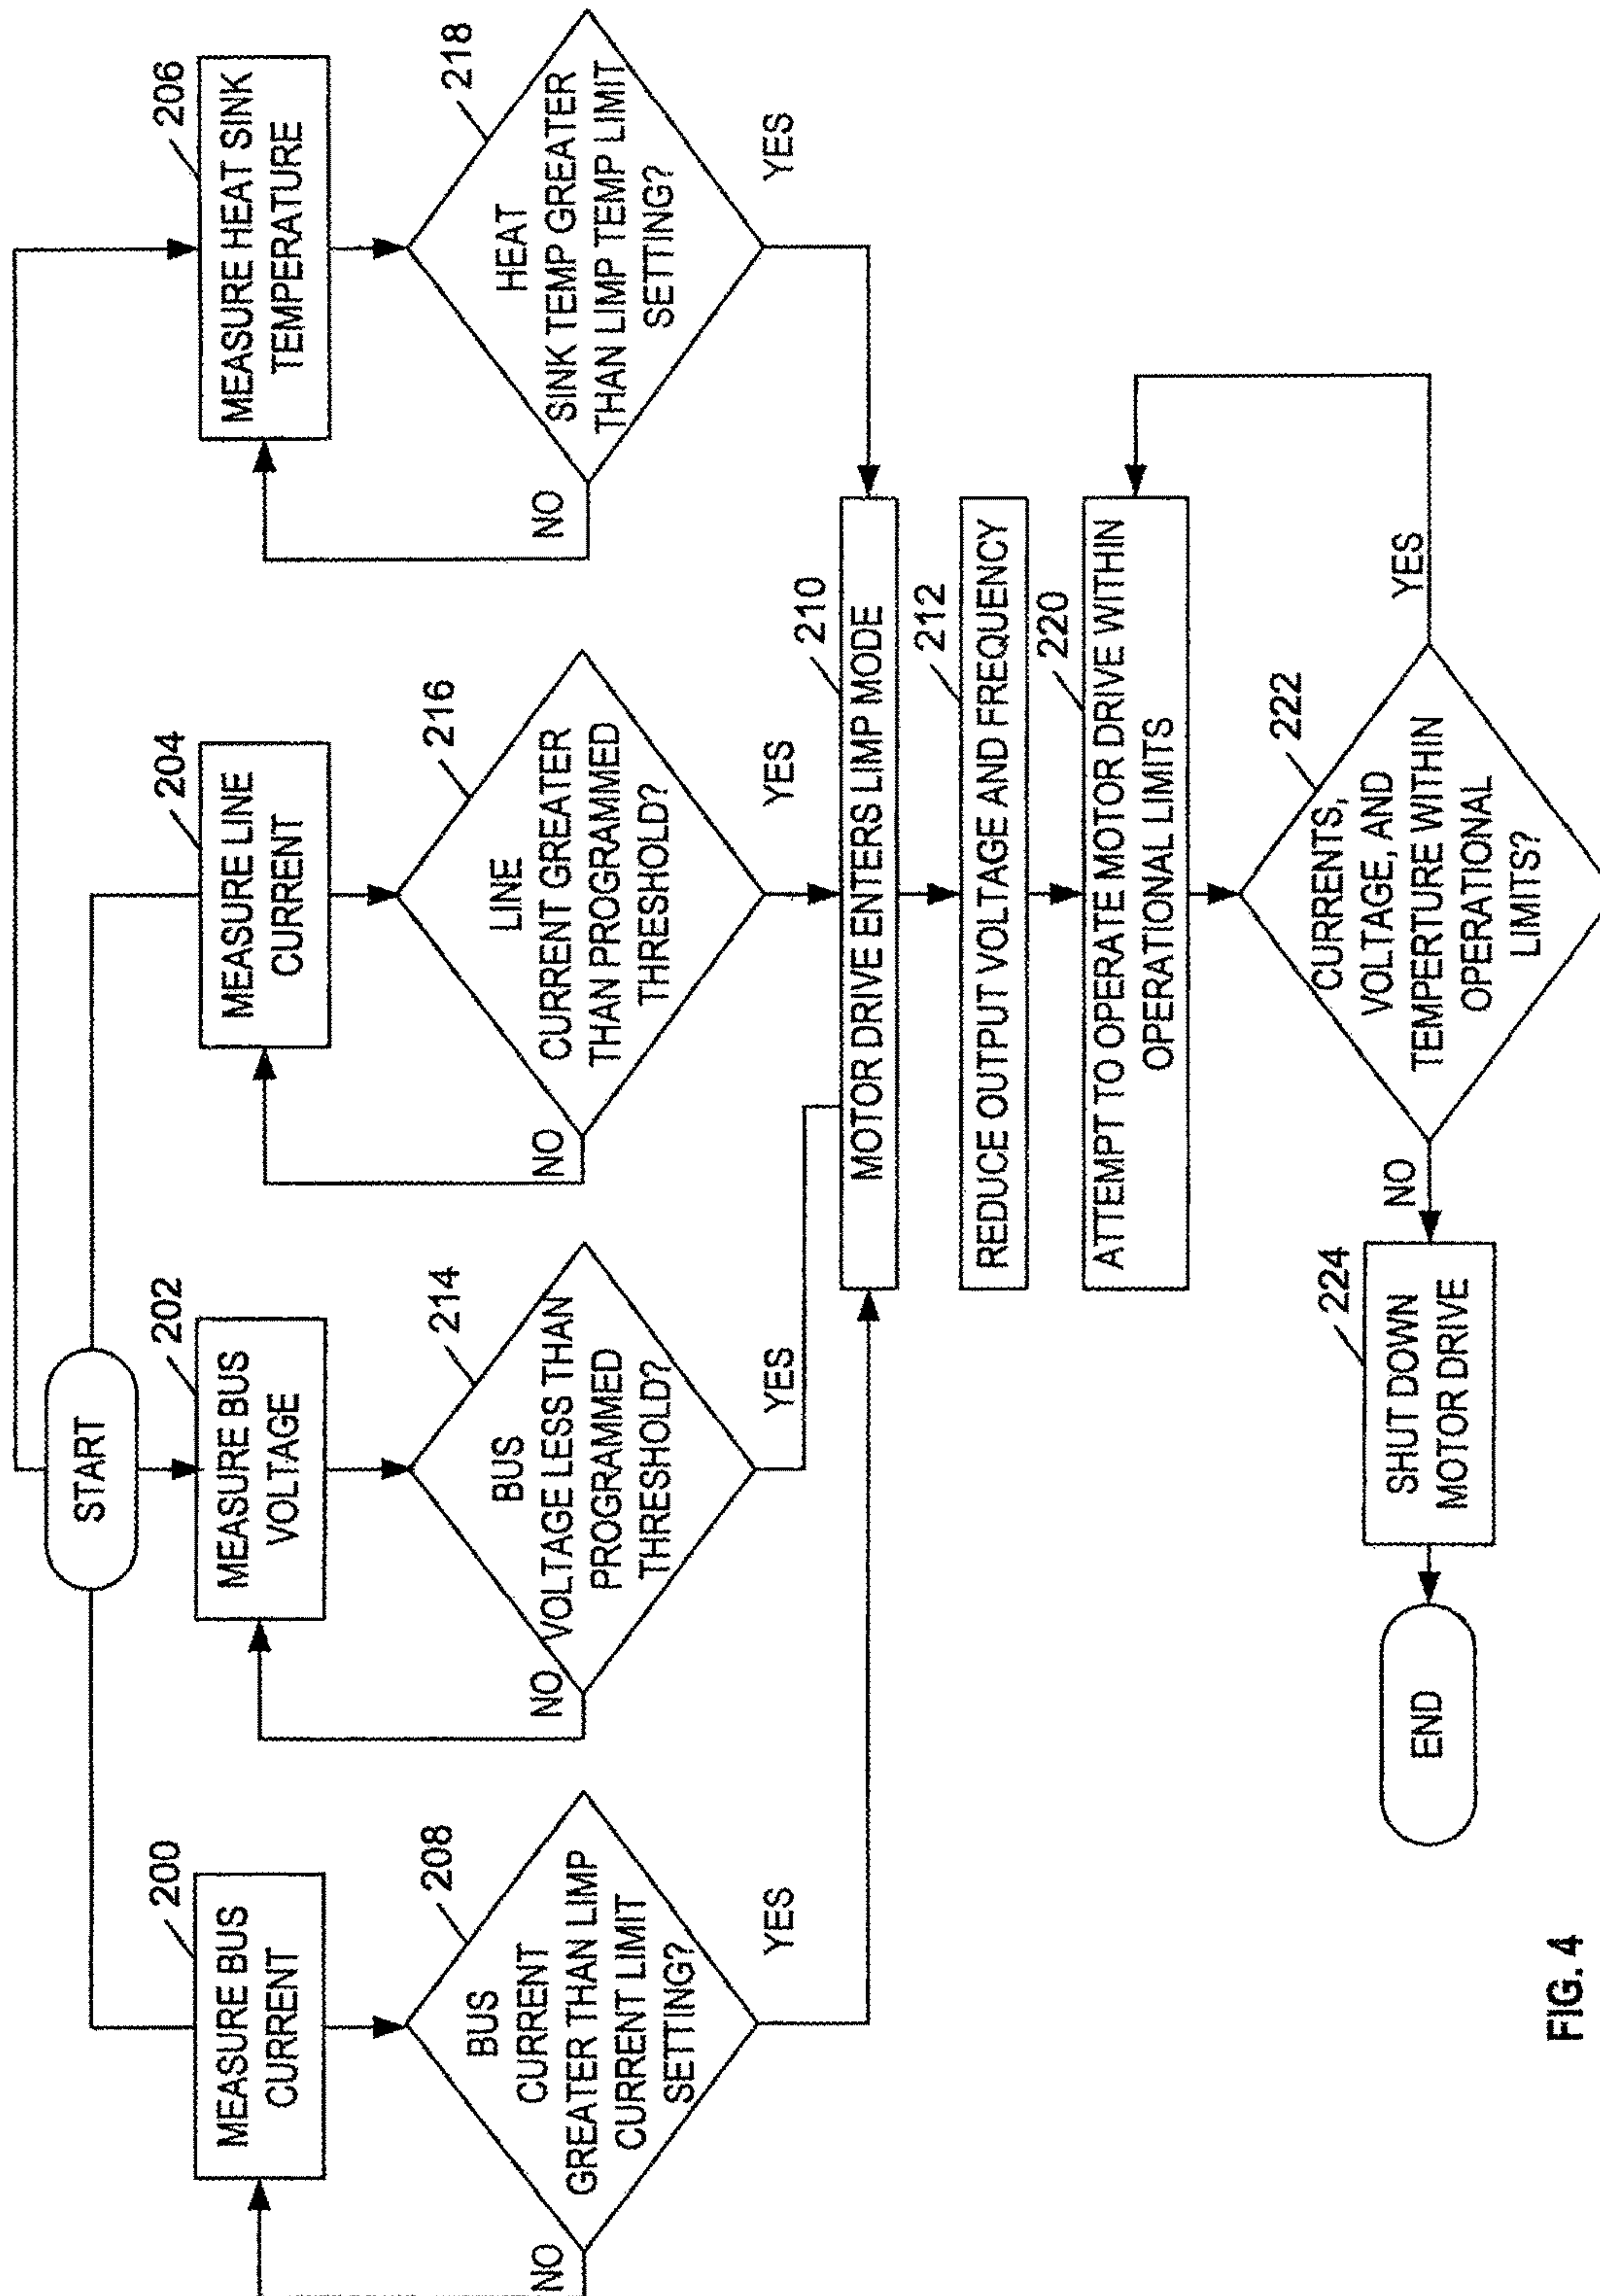 START
200
MEASURE BUS
CURRENT
202
MEASURE BUS
VOLTAGE
204
MEASURE LINE
CURRENT
206
MEASURE HEAT SINK
TEMPERATURE
208
BUS
CURRENT
GREATER THAN LIMP
CURRENT LIMIT
SETTING?
NO
YES
214
BUS
VOLTAGE LESS THAN
PROGRAMMED
THRESHOLD?
NO
YES
216
LINE
CURRENT GREATER
THAN PROGRAMMED
THRESHOLD?
NO
YES
218
HEAT
SINK TEMP GREATER
THAN LIMP TEMP LIMIT
SETTING?
NO
YES
210
MOTOR DRIVE ENTERS LIMP MODE
212
REDUCE OUTPUT VOLTAGE AND FREQUENCY
220
ATTEMPT TO OPERATE MOTOR DRIVE WITHIN
OPERATIONAL LIMITS
222
CURRENTS,
VOLTAGE, AND
TEMPERTURE WITHIN
OPERATIONAL
LIMITS?
YES
NO
224
SHUT DOWN
MOTOR DRIVE
END
FIG. 4